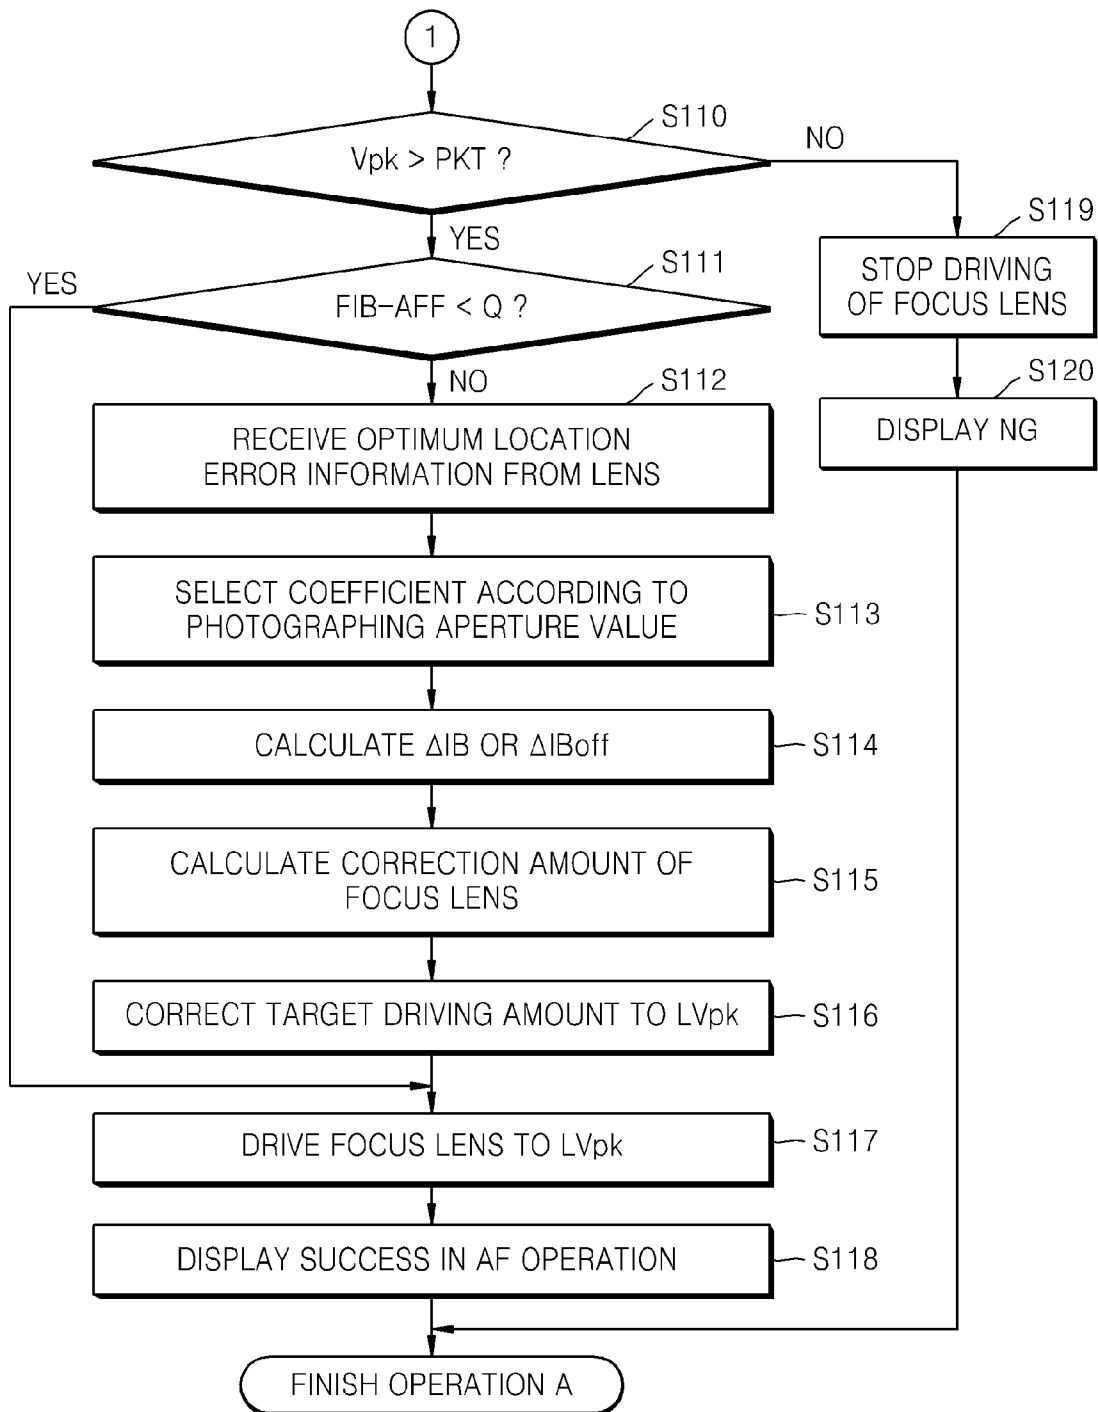 1
Vpk > PKT ?
S110
NO
YES
S119
STOP DRIVING
OF FOCUS LENS
FIB-AFF < Q ?
S111
YES
NO
S120
DISPLAY NG
S112
RECEIVE OPTIMUM LOCATION
ERROR INFORMATION FROM LENS
SELECT COEFFICIENT ACCORDING TO
PHOTOGRAPHING APERTURE VALUE
S113
CALCULATE ΔIB OR ΔIBoff
S114
CALCULATE CORRECTION AMOUNT OF
FOCUS LENS
S115
CORRECT TARGET DRIVING AMOUNT TO LVpk
S116
DRIVE FOCUS LENS TO LVpk
S117
DISPLAY SUCCESS IN AF OPERATION
S118
FINISH OPERATION A